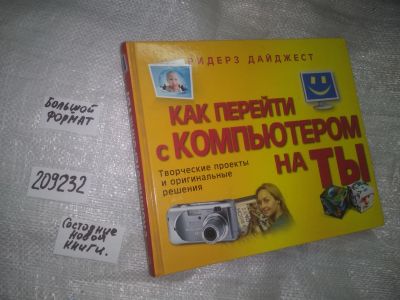 РИДЕРЗ ДАЙДЖЕСТ
КАК ПЕРЕЙТИ
с КОМПЬЮТЕРОМ
НА ТЫ
Творческие проекты
и оригинальные
решения
Большой
формат
209232
Состояние
новой
книги.